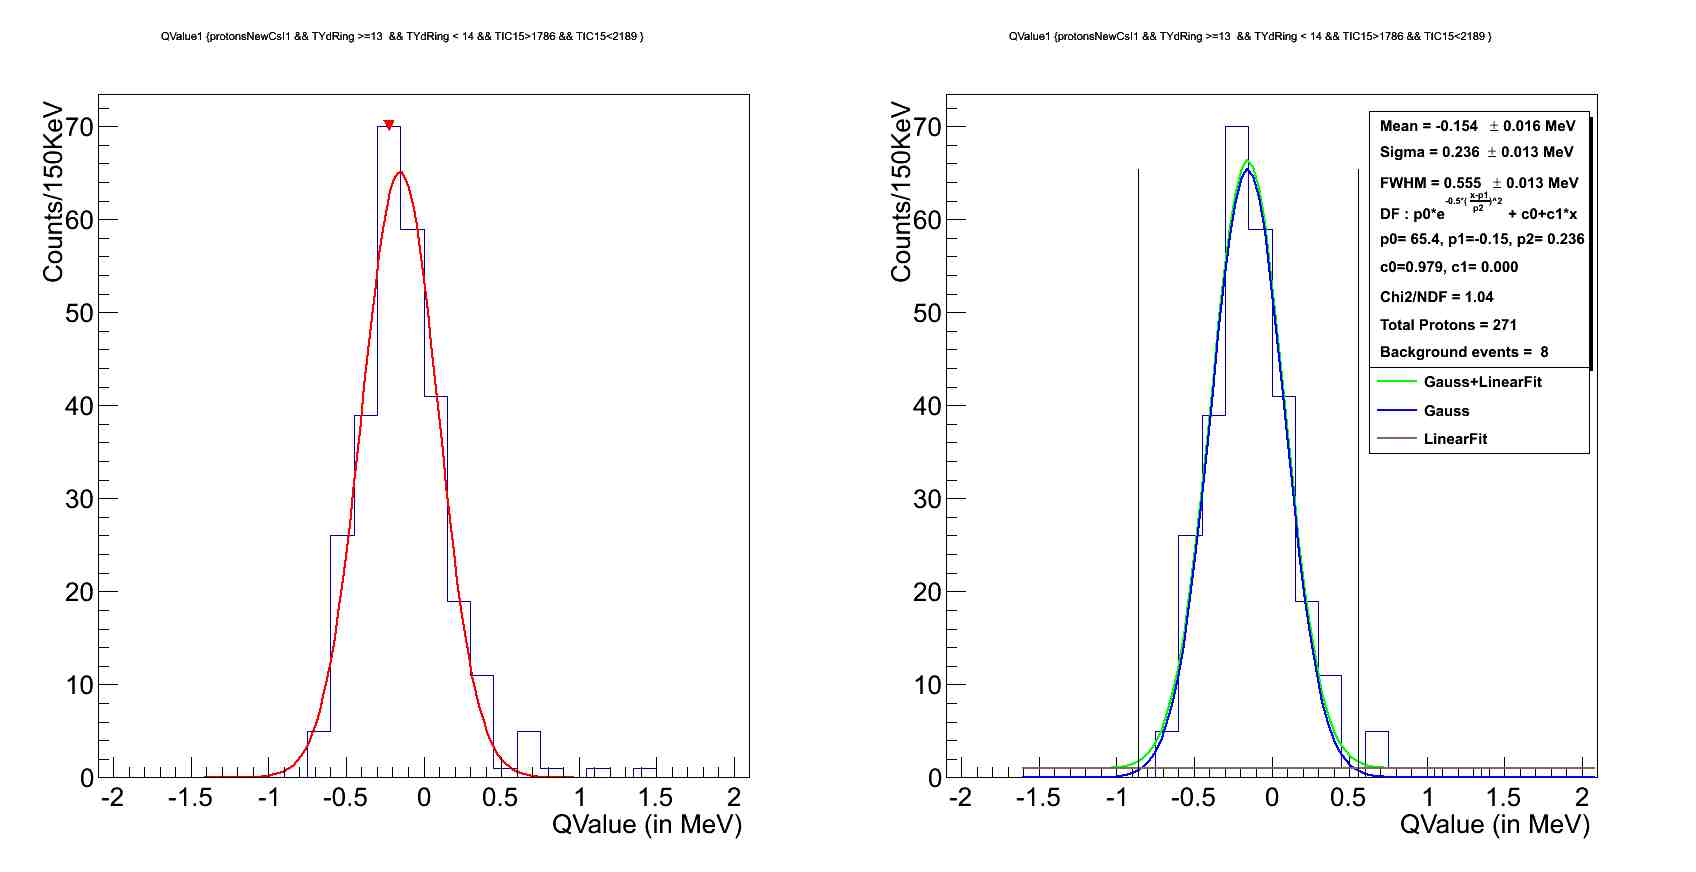 QValue1 {protonsNewCsI1 && TYdRing >=13 && TYdRing < 14 && TIC15>1786 && TIC15<2189 }
Counts/150KeV
70
60
50
40
30
20
10
0
-2 -1.5 -1 -0.5 0 0.5 1 1.5 2
QValue (in MeV)
QValue1 {protonsNewCsI1 && TYdRing >=13 && TYdRing < 14 && TIC15>1786 && TIC15<2189 }
Counts/150KeV
70
60
50
40
30
20
10
0
-2 -1.5 -1 -0.5 0 0.5 1 1.5 2
QValue (in MeV)
Mean = -0.154 ± 0.016 MeV
Sigma = 0.236 ± 0.013 MeV
FWHM = 0.555 ± 0.013 MeV
DF : p0*e^-0.5*((x-p1)/p2)^2 + c0+c1*x
p0= 65.4, p1=-0.15, p2= 0.236
c0=0.979, c1= 0.000
Chi2/NDF = 1.04
Total Protons = 271
Background events = 8
Gauss+LinearFit
Gauss
LinearFit